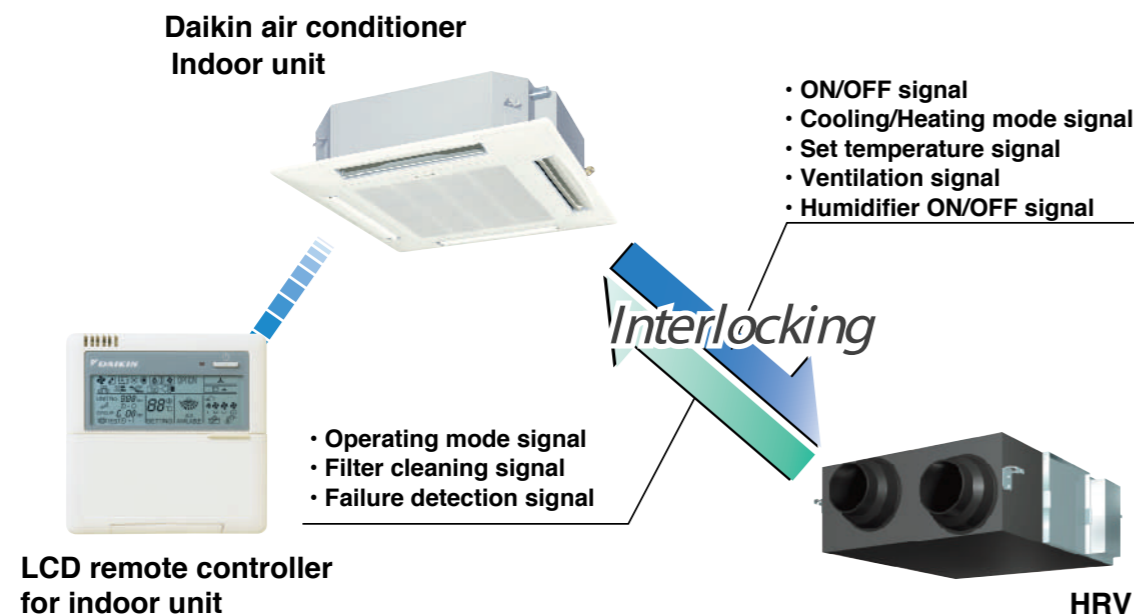 Daikin air conditioner
Indoor unit
・ON/OFF signal
・Cooling/Heating mode signal
・Set temperature signal
・Ventilation signal
・Humidifier ON/OFF signal
Interlocking
DAIKIN
・Operating mode signal
・Filter cleaning signal
・Failure detection signal
LCD remote controller
for indoor unit
HRV